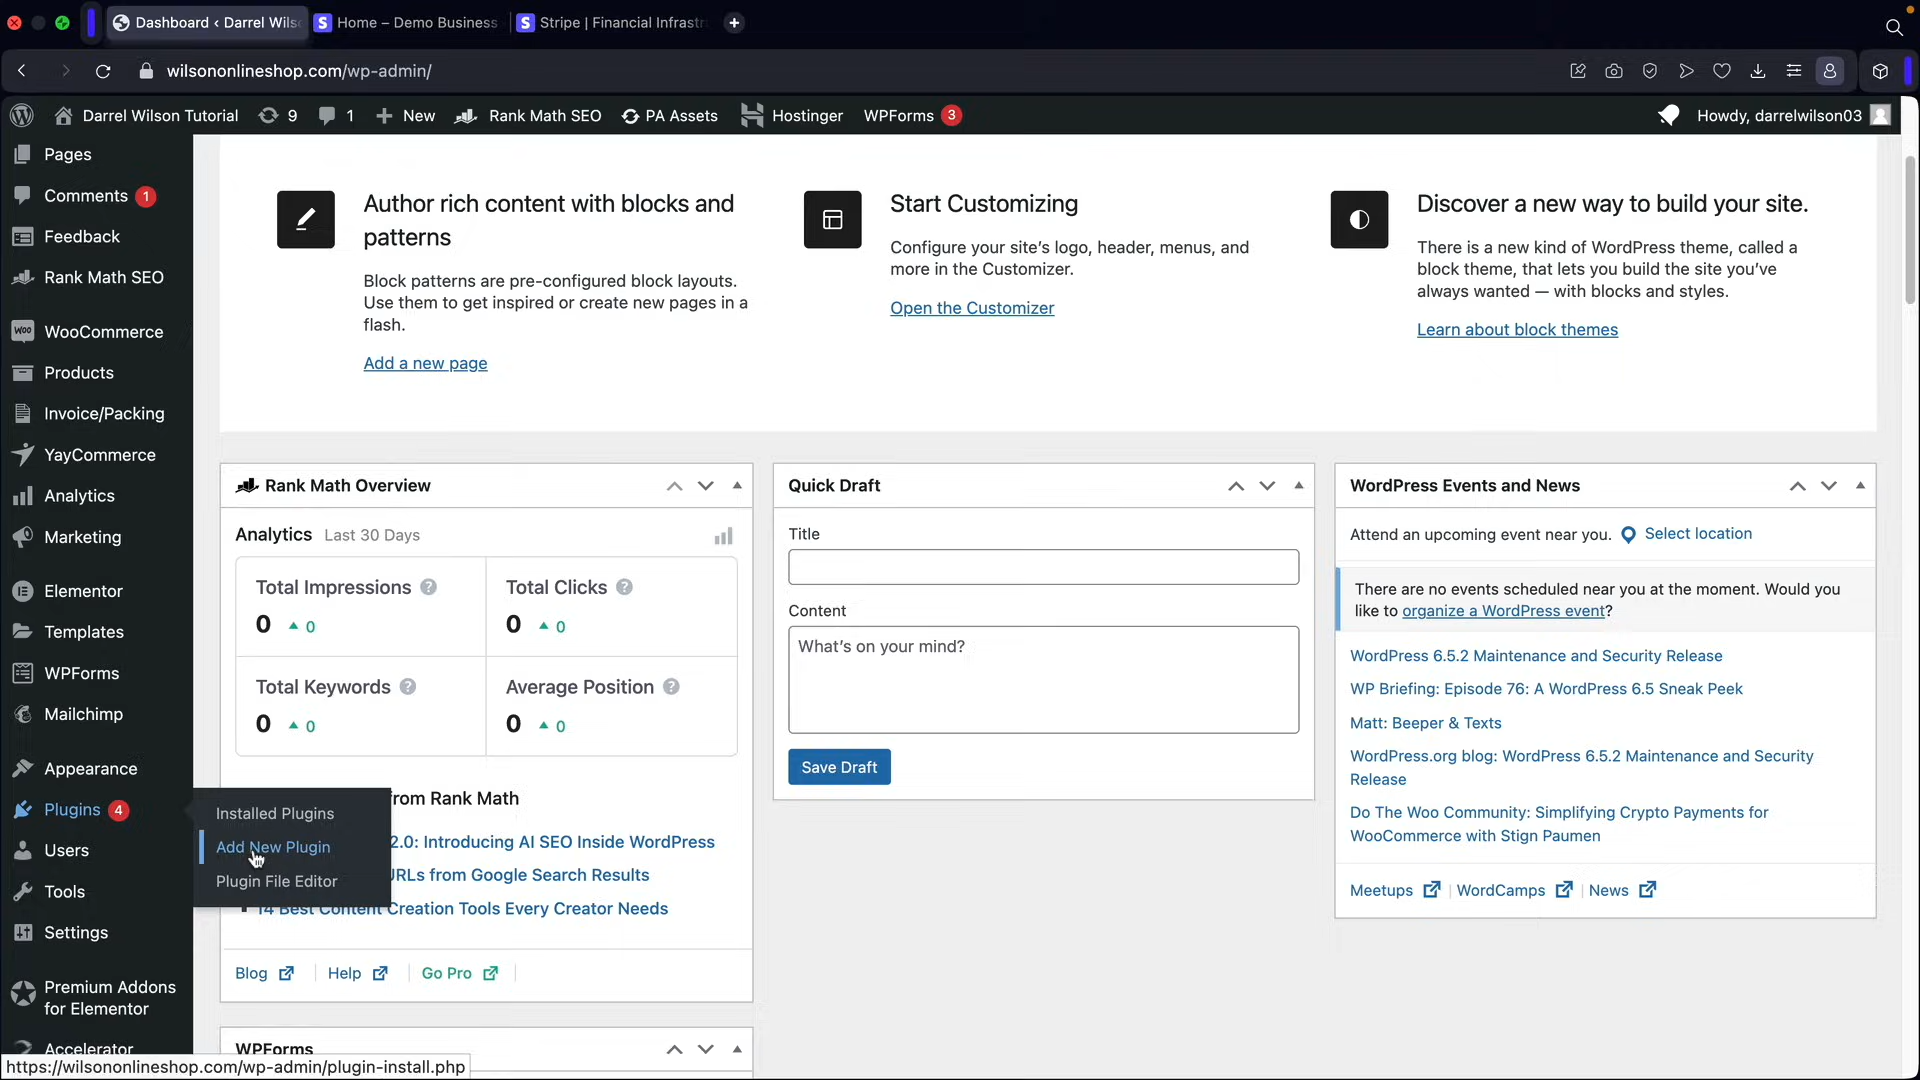 Dashboard ‹ Darrel Wils
Home – Demo Business
Stripe | Financial Infrastr
wilsononlineshop.com/wp-admin/
Darrel Wilson Tutorial
9
1
New
Rank Math SEO
PA Assets
Hostinger
WPForms 3
Howdy, darrelwilson03
Pages
Comments 1
Feedback
Rank Math SEO
WooCommerce
Products
Invoice/Packing
YayCommerce
Analytics
Marketing
Elementor
Templates
WPForms
Mailchimp
Appearance
Plugins 4
Users
Tools
Settings
Premium Addons
for Elementor
Accelerator
Installed Plugins
Add New Plugin
Plugin File Editor
Author rich content with blocks and
patterns
Block patterns are pre-configured block layouts.
Use them to get inspired or create new pages in a
flash.
Add a new page
Start Customizing
Configure your site's logo, header, menus, and
more in the Customizer.
Open the Customizer
Discover a new way to build your site.
There is a new kind of WordPress theme, called a
block theme, that lets you build the site you've
always wanted — with blocks and styles.
Learn about block themes
Rank Math Overview
Analytics Last 30 Days
Total Impressions ?
0 0
Total Clicks ?
0 0
Total Keywords ?
0 0
Average Position ?
0 0
from Rank Math
2.0: Introducing AI SEO Inside WordPress
URLs from Google Search Results
14 Best Content Creation Tools Every Creator Needs
Blog
Help
Go Pro
WPForms
Quick Draft
Title
Content
What's on your mind?
Save Draft
WordPress Events and News
Attend an upcoming event near you. Select location
There are no events scheduled near you at the moment. Would you
like to organize a WordPress event?
WordPress 6.5.2 Maintenance and Security Release
WP Briefing: Episode 76: A WordPress 6.5 Sneak Peek
Matt: Beeper & Texts
WordPress.org blog: WordPress 6.5.2 Maintenance and Security
Release
Do The Woo Community: Simplifying Crypto Payments for
WooCommerce with Stign Paumen
Meetups
WordCamps
News
https://wilsononlineshop.com/wp-admin/plugin-install.php